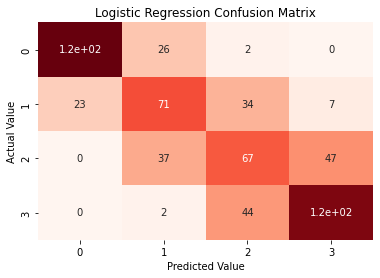 Logistic Regression Confusion Matrix
Actual Value
0 1.2e+02 26 2 0
1 23 71 34 7
2 0 37 67 47
3 0 2 44 1.2e+02
0 1 2 3
Predicted Value